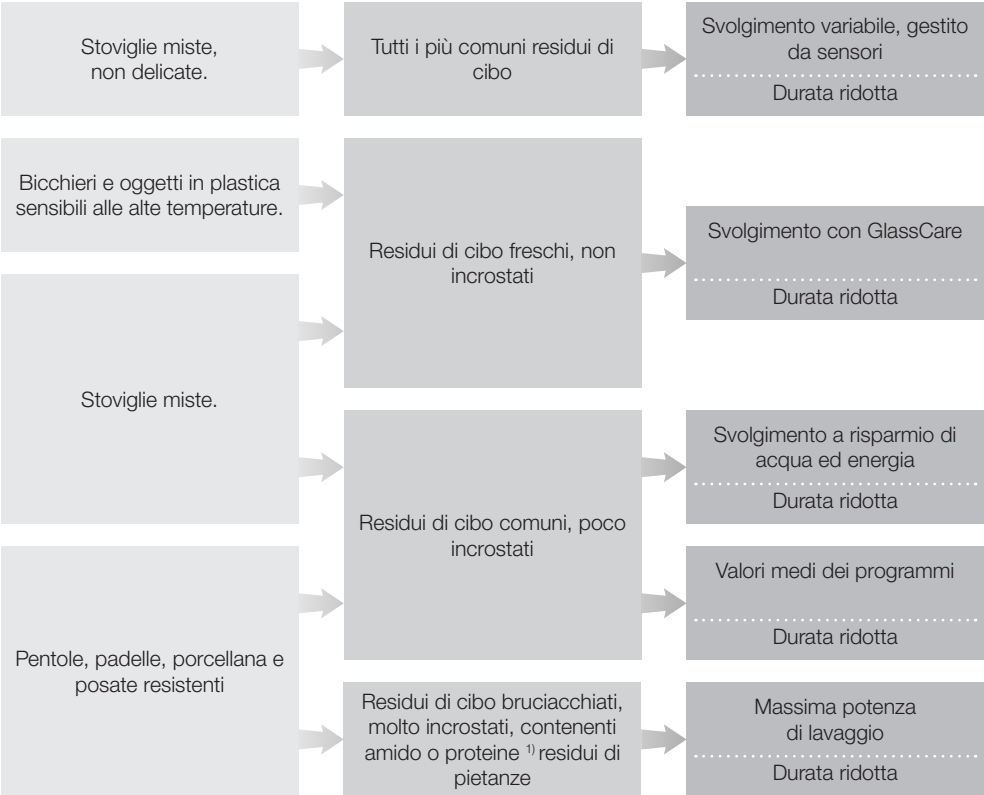 Stoviglie miste,
non delicate.
Tutti i più comuni residui di
cibo
Svolgimento variabile, gestito
da sensori
Durata ridotta
Bicchieri e oggetti in plastica
sensibili alle alte temperature.
Residui di cibo freschi, non
incrostati
Svolgimento con GlassCare
Durata ridotta
Stoviglie miste.
Residui di cibo comuni, poco
incrostati
Svolgimento a risparmio di
acqua ed energia
Durata ridotta
Valori medi dei programmi
Durata ridotta
Pentole, padelle, porcellana e
posate resistenti
Residui di cibo bruciacchiati,
molto incrostati, contenenti
amido o proteine 1) residui di
pietanze
Massima potenza
di lavaggio
Durata ridotta